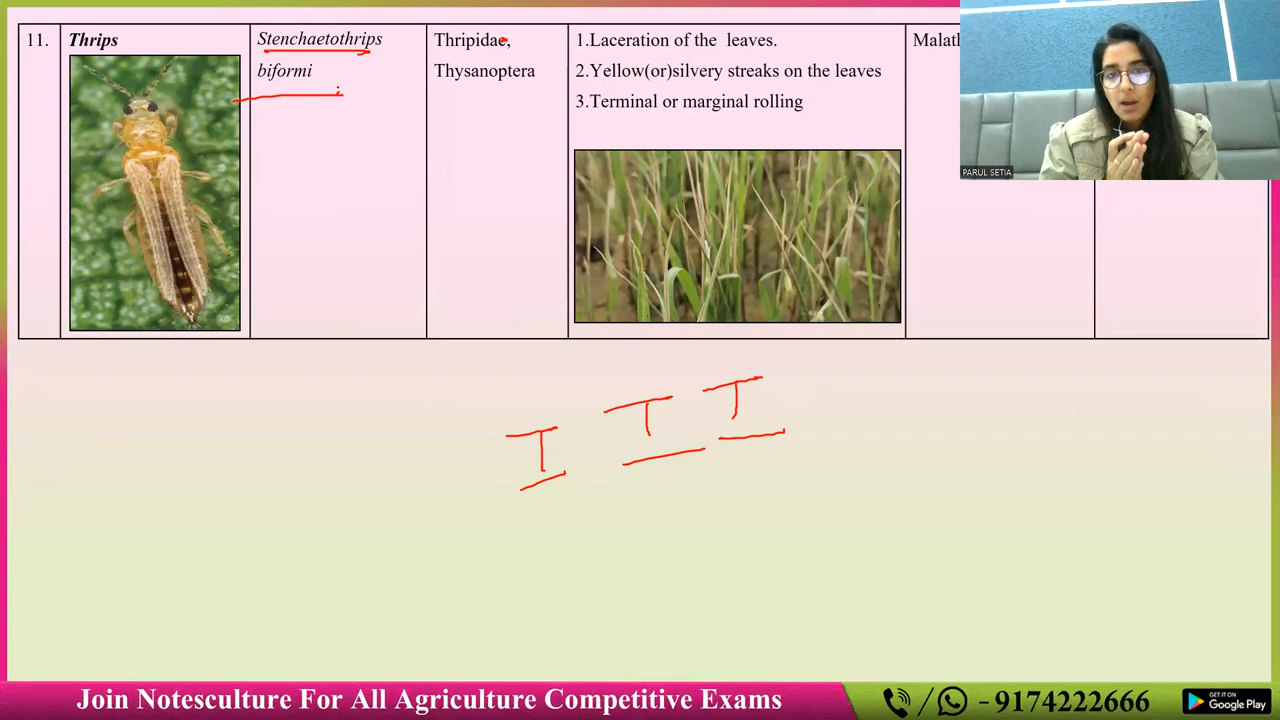 11.
Thrips
Stenchaetothrips
biformi
Thripidae,
Thysanoptera
1.Laceration of the leaves.
2.Yellow(or)silvery streaks on the leaves
3.Terminal or marginal rolling
Malath
PARUL SETIA
T T T
Join Notesculture For All Agriculture Competitive Exams
/ - 9174222666
GET IT ON
Google Play